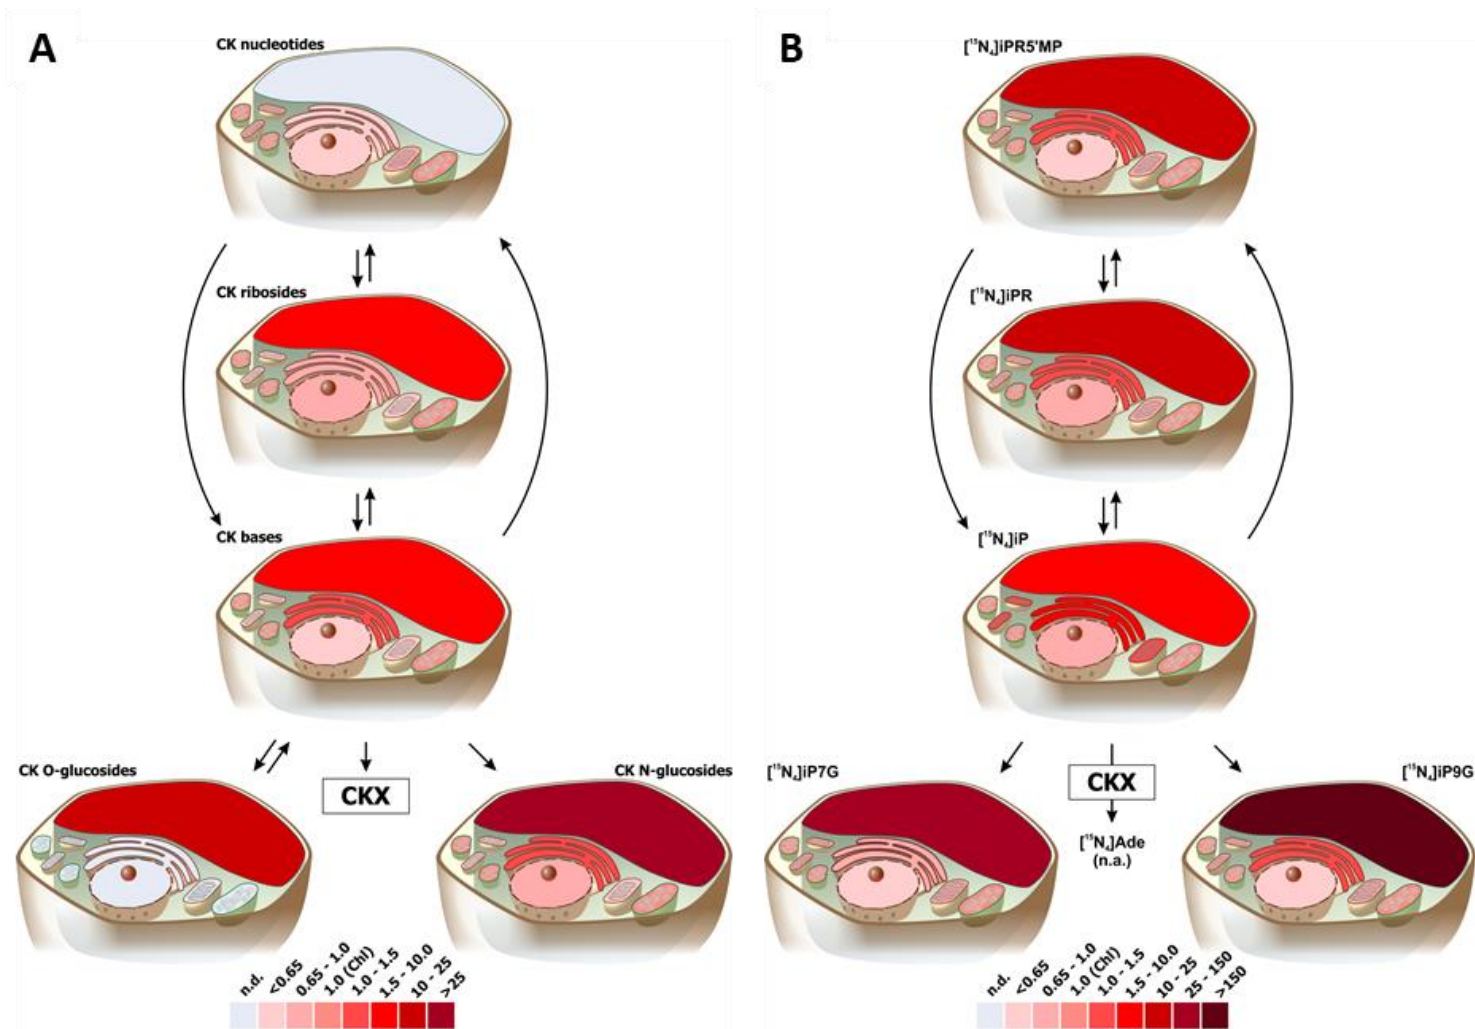 A
CK nucleotides
CK ribosides
CK bases
CK O-glucosides
CKX
CK N-glucosides
n.d.
<0.65
0.65 - 1.0
1.0 (Chl)
1.0 - 1.5
1.5 - 10.0
10 - 25
>25
B
[¹⁵N₄]iPR5'MP
[¹⁵N₄]iPR
[¹⁵N₄]iP
[¹⁵N₄]iP7G
CKX
[¹⁵N₄]Ade
(n.a.)
[¹⁵N₄]iP9G
n.d.
<0.65
0.65 - 1.0
1.0 (Chl)
1.0 - 1.5
1.5 - 10.0
10 - 25
25 - 150
>150